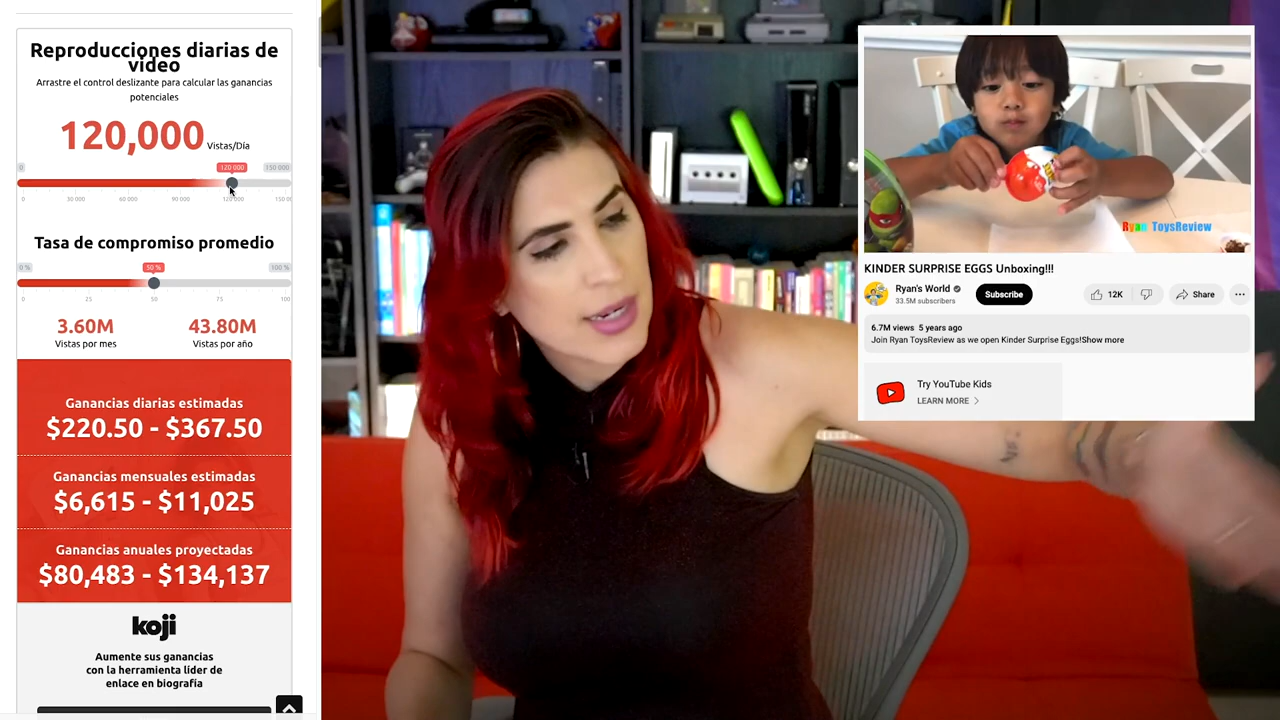 Reproducciones diarias de
video
Arrastre el control deslizante para calcular las ganancias
potenciales
120,000 Vistas/Día
0 120 000 150 000
0 30 000 60 000 90 000 120 000
Tasa de compromiso promedio
0 % 50 % 100 %
0 25 50 75 100
3.60M 43.80M
Vistas por mes Vistas por año
Ganancias diarias estimadas
$220.50 - $367.50
Ganancias mensuales estimadas
$6,615 - $11,025
Ganancias anuales proyectadas
$80,483 - $134,137
koji
Aumente sus ganancias
con la herramienta líder de
enlace en biografía
Ryan ToysReview
KINDER SURPRISE EGGS Unboxing!!!
Ryan's World
33.5M subscribers
Subscribe
12K
Share
6.7M views 5 years ago
Join Ryan ToysReview as we open Kinder Surprise Eggs!Show more
Try YouTube Kids
LEARN MORE